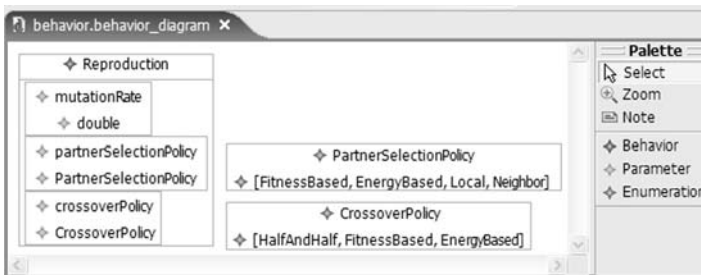 behavior.behavior_diagram
Reproduction
mutationRate
double
partnerSelectionPolicy
PartnerSelectionPolicy
crossoverPolicy
CrossoverPolicy
PartnerSelectionPolicy
[FitnessBased, EnergyBased, Local, Neighbor]
CrossoverPolicy
[HalfAndHalf, FitnessBased, EnergyBased]
Palette
Select
Zoom
Note
Behavior
Parameter
Enumeration